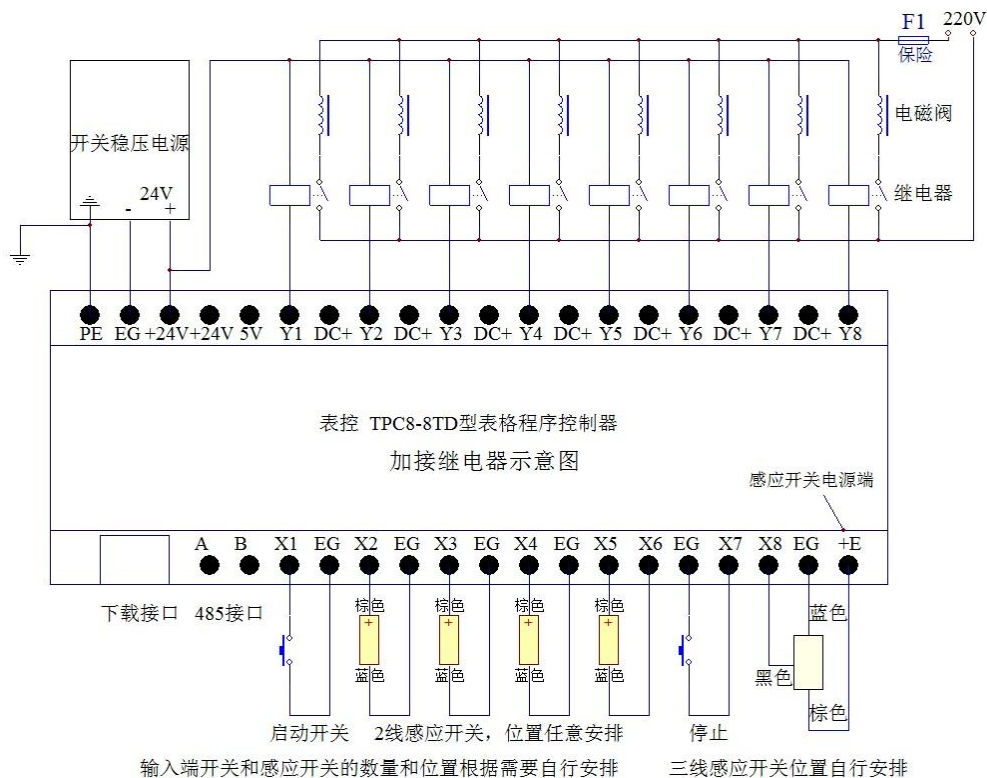 F1 220V
保险
开关稳压电源
24V
- +
电磁阀
继电器
PE EG +24V +24V 5V Y1 DC+ Y2 DC+ Y3 DC+ Y4 DC+ Y5 DC+ Y6 DC+ Y7 DC+ Y8
表控 TPC8-8TD型表格程序控制器
加接继电器示意图
感应开关电源端
A B X1 EG X2 EG X3 EG X4 EG X5 X6 EG X7 X8 EG +E
下载接口 485接口
棕色 棕色 棕色 棕色
+ + + +
蓝色 蓝色 蓝色 蓝色
蓝色
黑色
棕色
启动开关 2线感应开关，位置任意安排 停止
输入端开关和感应开关的数量和位置根据需要自行安排 三线感应开关位置自行安排